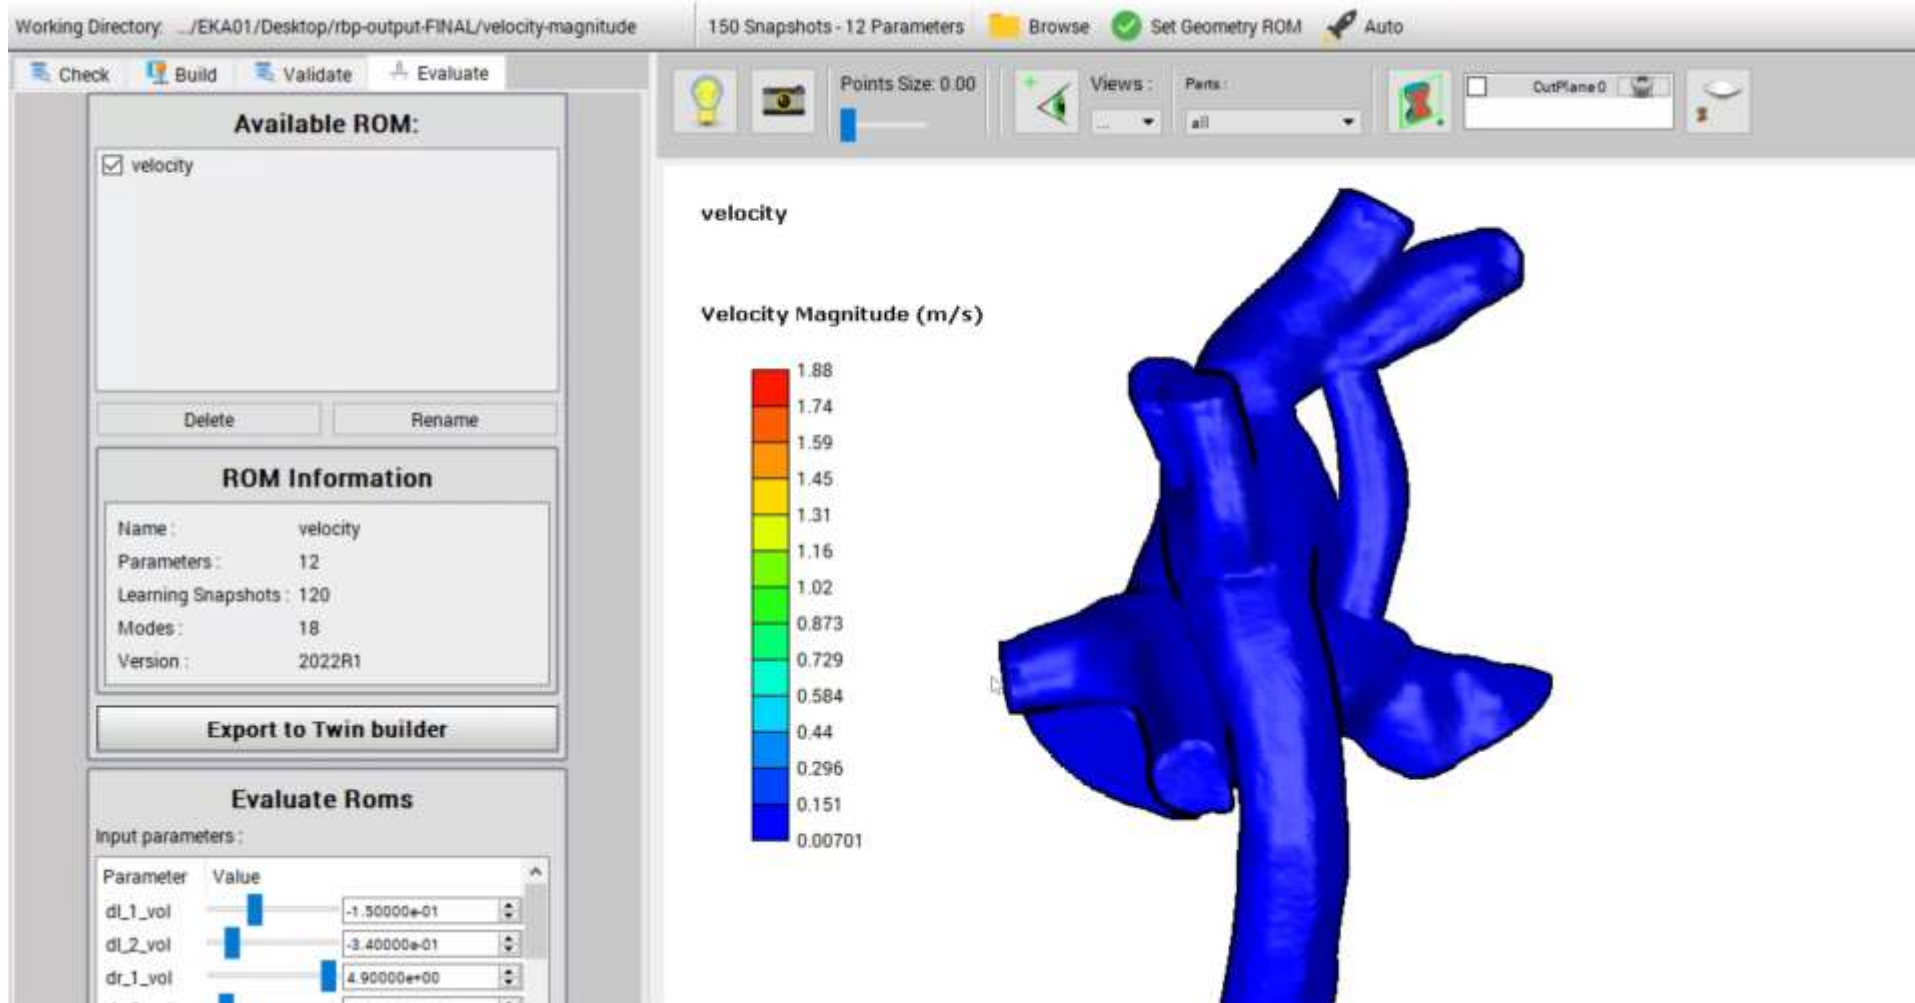 Working Directory: .../EKA01/Desktop/rbp-output-FINAL/velocity-magnitude
150 Snapshots - 12 Parameters
Browse
Set Geometry ROM
Auto
Check
Build
Validate
Evaluate
Points Size: 0.00
Views :
...
Parts :
all
CutPlane0
Available ROM:
velocity
Delete
Rename
ROM Information
Name : velocity
Parameters : 12
Learning Snapshots : 120
Modes : 18
Version : 2022R1
Export to Twin builder
Evaluate Roms
Input parameters :
Parameter Value
dl_1_vol -1.50000e-01
dl_2_vol -3.40000e-01
dr_1_vol 4.90000e+00
velocity
Velocity Magnitude (m/s)
1.88
1.74
1.59
1.45
1.31
1.16
1.02
0.873
0.729
0.584
0.44
0.296
0.151
0.00701